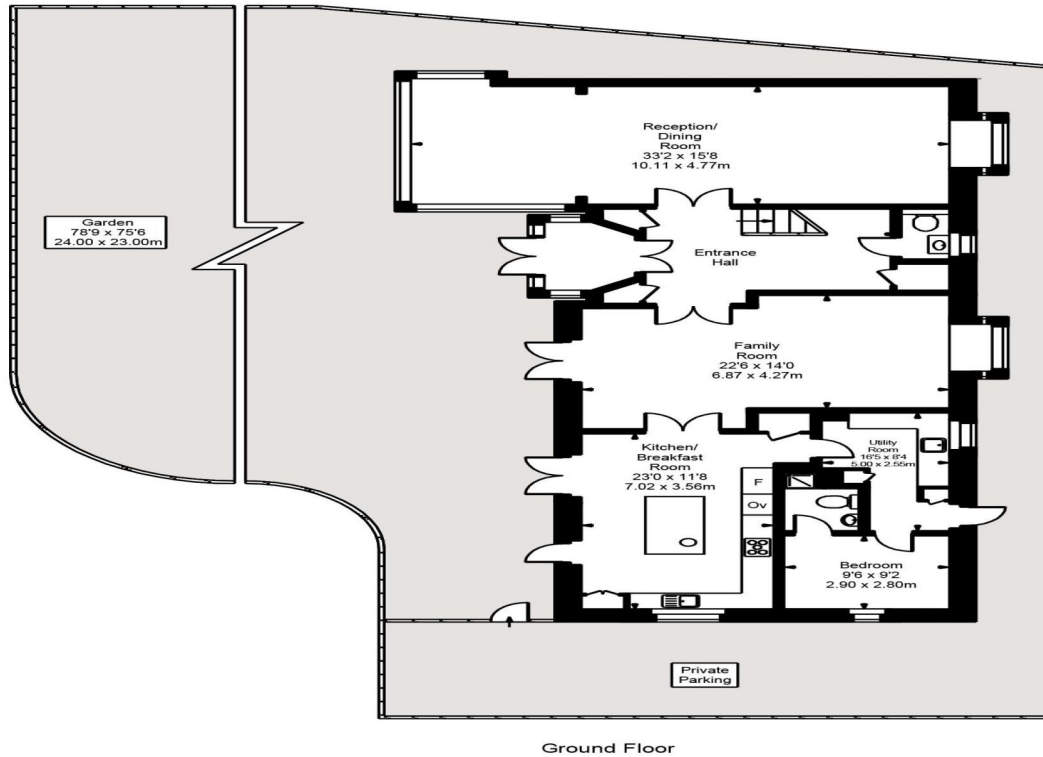 Reception/
Dining
Room
33'2 x 15'8
10.11 x 4.77m
Garden
78'9 x 75'6
24.00 x 23.00m
Entrance
Hall
Family
Room
22'6 x 14'0
6.87 x 4.27m
Kitchen/
Breakfast
Room
23'0 x 11'8
7.02 x 3.56m
F
Ov
Utility
Room
16'5 x 8'4
5.00 x 2.55m
Bedroom
9'6 x 9'2
2.90 x 2.80m
Private
Parking
Ground Floor